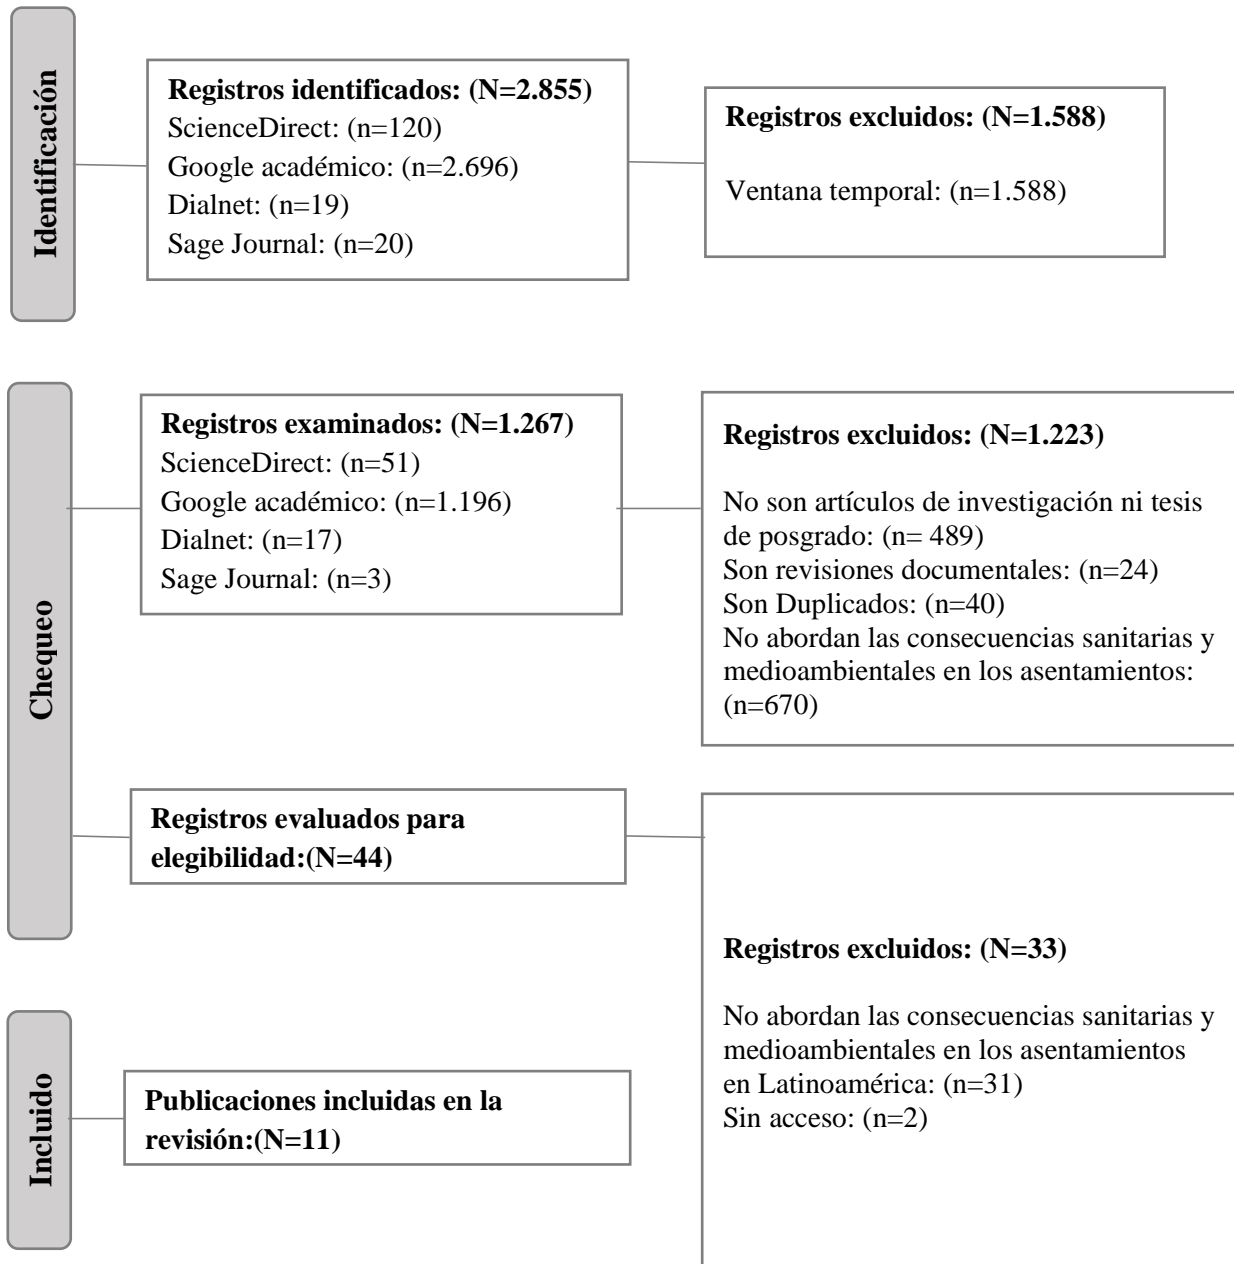 Identificación
Registros identificados: (N=2.855)
ScienceDirect: (n=120)
Google académico: (n=2.696)
Dialnet: (n=19)
Sage Journal: (n=20)
Registros excluidos: (N=1.588)
Ventana temporal: (n=1.588)
Chequeo
Registros examinados: (N=1.267)
ScienceDirect: (n=51)
Google académico: (n=1.196)
Dialnet: (n=17)
Sage Journal: (n=3)
Registros excluidos: (N=1.223)
No son artículos de investigación ni tesis
de posgrado: (n= 489)
Son revisiones documentales: (n=24)
Son Duplicados: (n=40)
No abordan las consecuencias sanitarias y
medioambientales en los asentamientos:
(n=670)
Registros evaluados para
elegibilidad:(N=44)
Registros excluidos: (N=33)
No abordan las consecuencias sanitarias y
medioambientales en los asentamientos
en Latinoamérica: (n=31)
Sin acceso: (n=2)
Incluido
Publicaciones incluidas en la
revisión:(N=11)